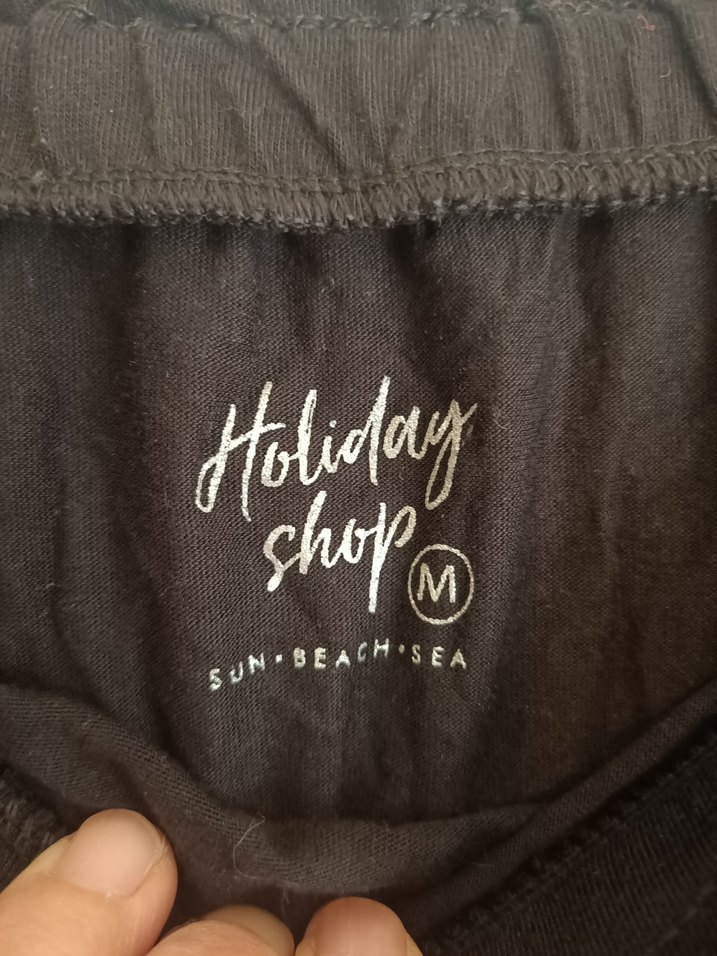 Holiday
shop
M
SUN • BEACH • SEA